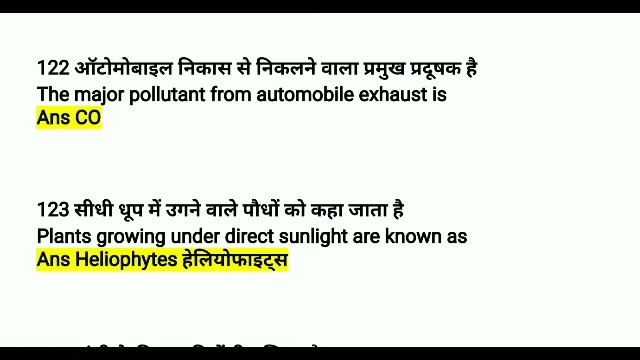 122 ऑटोमोबाइल निकास से निकलने वाला प्रमुख प्रदूषक है
The major pollutant from automobile exhaust is
Ans CO
123 सीधी धूप में उगने वाले पौधों को कहा जाता है
Plants growing under direct sunlight are known as
Ans Heliophytes हेलियोफाइट्स